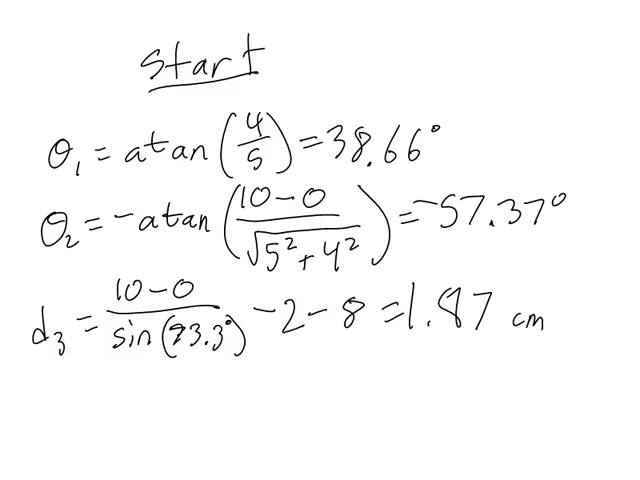 start
θ₁ = atan(4/5) = 38.66°
θ₂ = -atan((10-0)/√(5²+4²)) = -57.37°
d₃ = (10-0)/sin(93.3°) - 2 - 8 = 1.87 cm